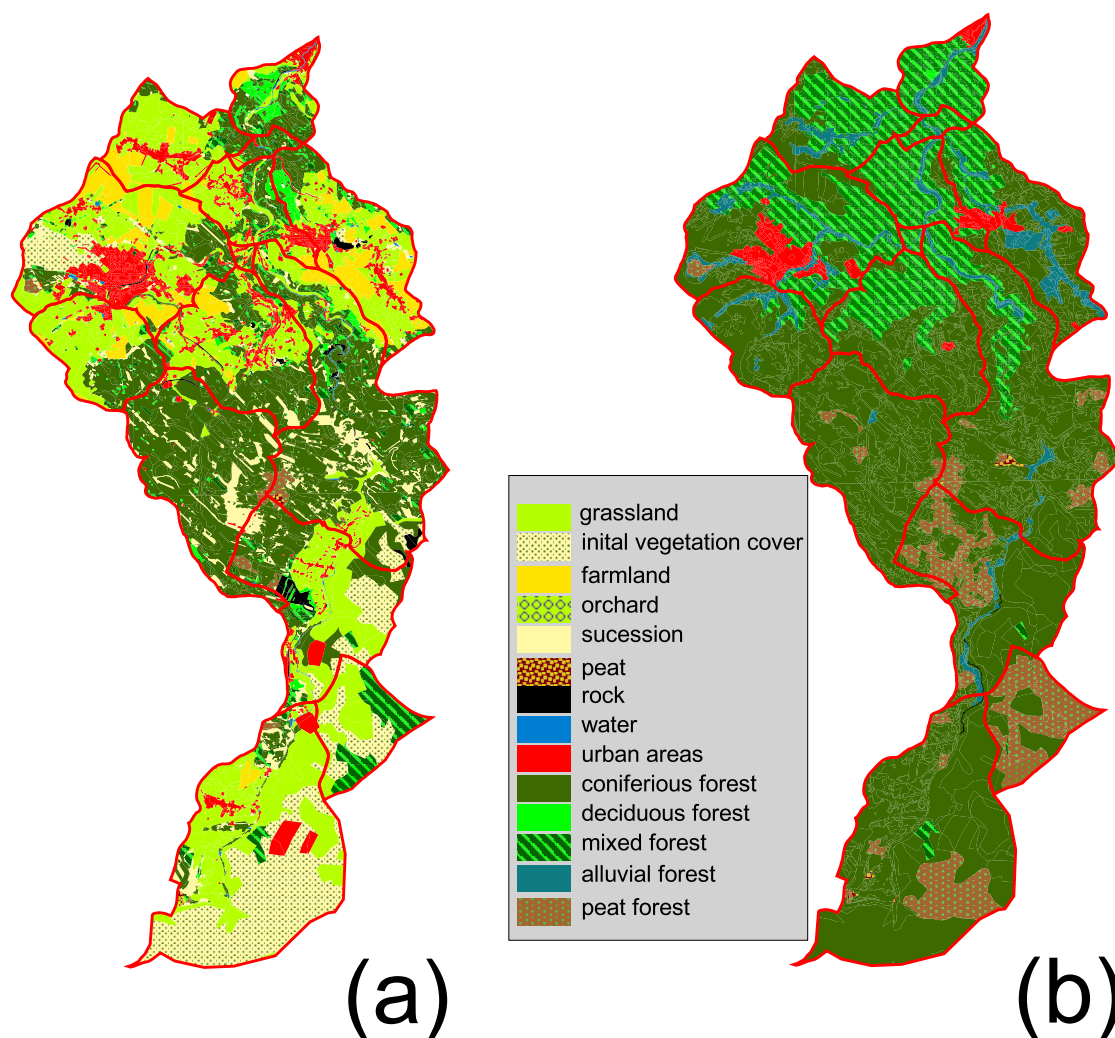 grassland
inital vegetation cover
farmland
orchard
sucession
peat
rock
water
urban areas
coniferious forest
deciduous forest
mixed forest
alluvial forest
peat forest
(a)
(b)